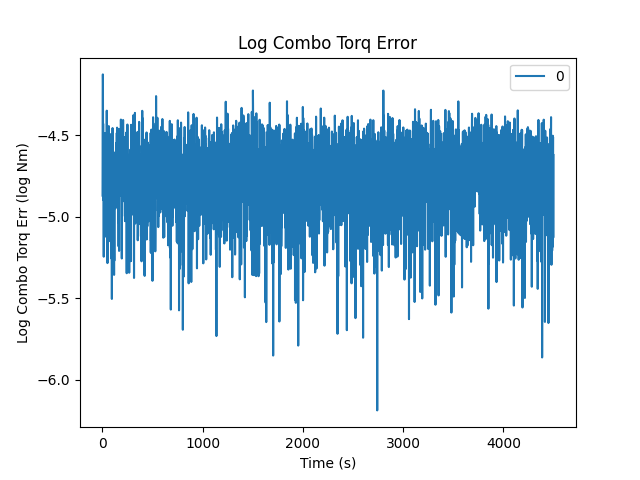 Log Combo Torq Error
0
Log Combo Torq Err (log Nm)
−4.5
−5.0
−5.5
−6.0
0 1000 2000 3000 4000
Time (s)